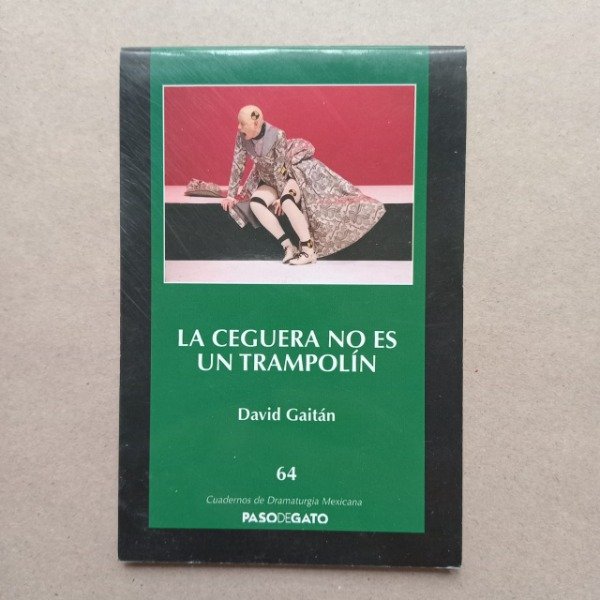 LA CEGUERA NO ES
UN TRAMPOLÍN
David Gaitán
64
Cuadernos de Dramaturgia Mexicana
PASODEGATO